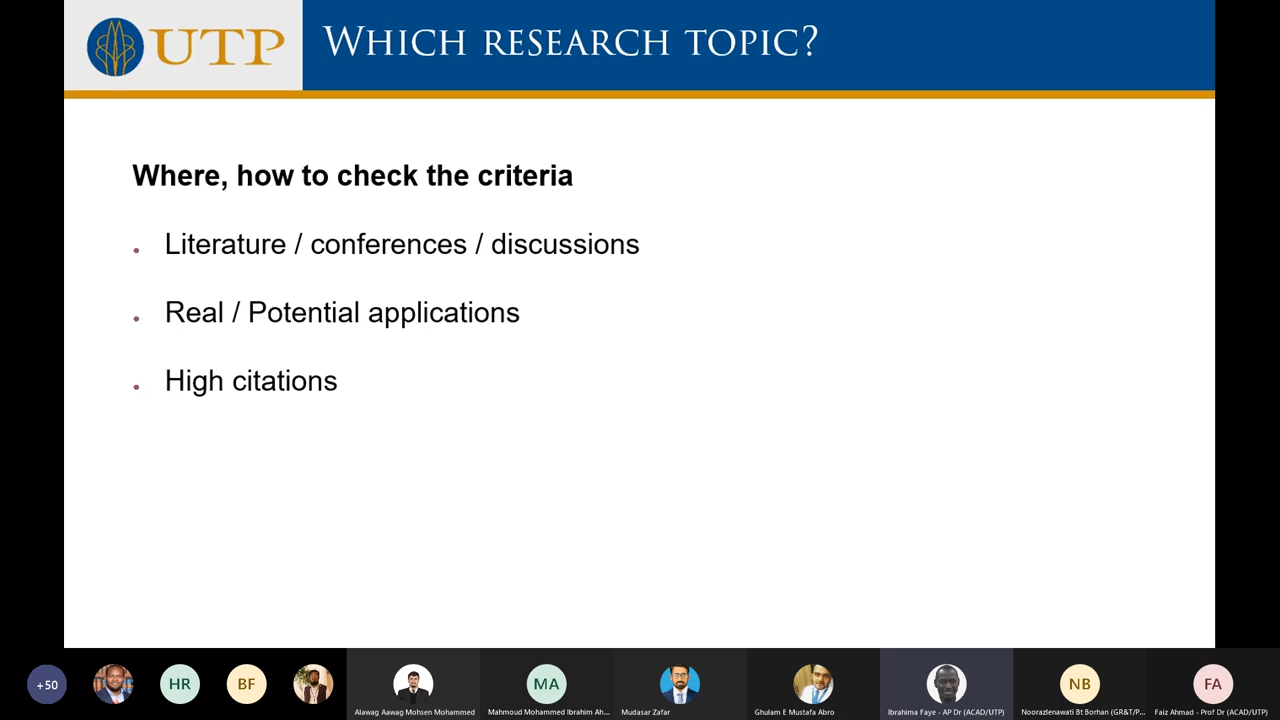 UTP
WHICH RESEARCH TOPIC?
Where, how to check the criteria
Literature / conferences / discussions
Real / Potential applications
High citations
+50
HR
BF
MA
NB
FA
Alawag Aawag Mohsen Mohammed
Mahmoud Mohammed Ibrahim Ah...
Mudasar Zafar
Ghulam E Mustafa Abro
Ibrahima Faye - AP Dr (ACAD/UTP)
Noorazlenawati Bt Borhan (GR&T/P...
Faiz Ahmad - Prof Dr (ACAD/UTP)